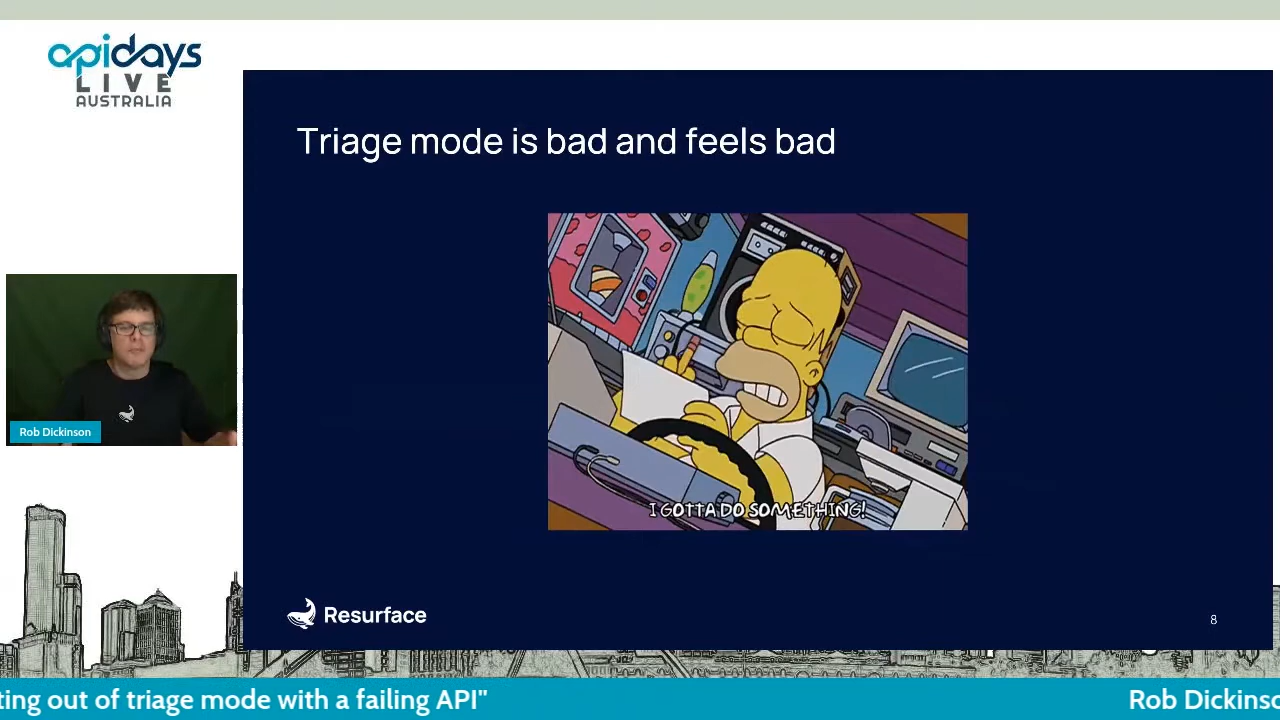 apidays
LIVE
AUSTRALIA
Triage mode is bad and feels bad
I GOTTA DO SOMETHING!
Rob Dickinson
Resurface
8
ting out of triage mode with a failing API"
Rob Dickinso